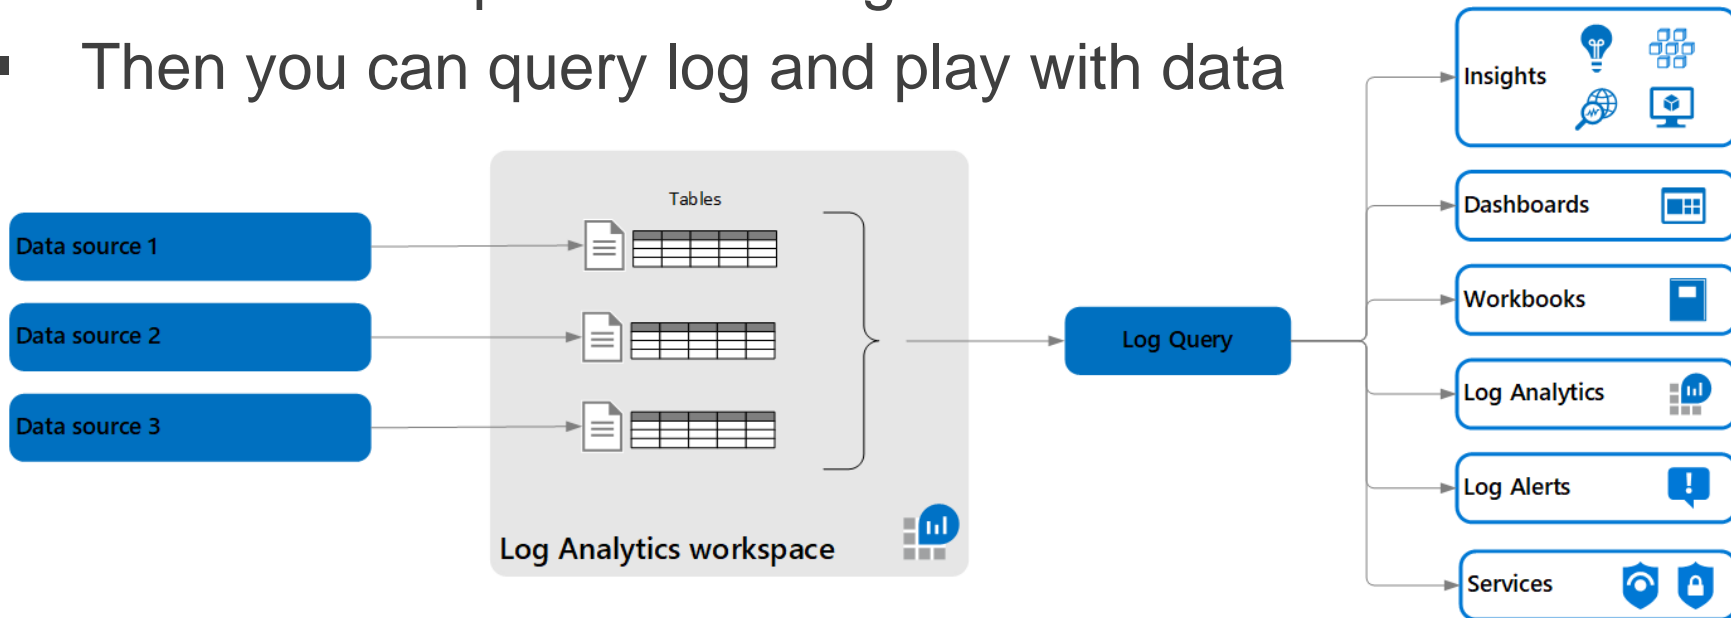 Then you can query log and play with data
Insights
Tables
Dashboards
Data source 1
Data source 2
Data source 3
Log Analytics workspace
Log Query
Workbooks
Log Analytics
Log Alerts
Services